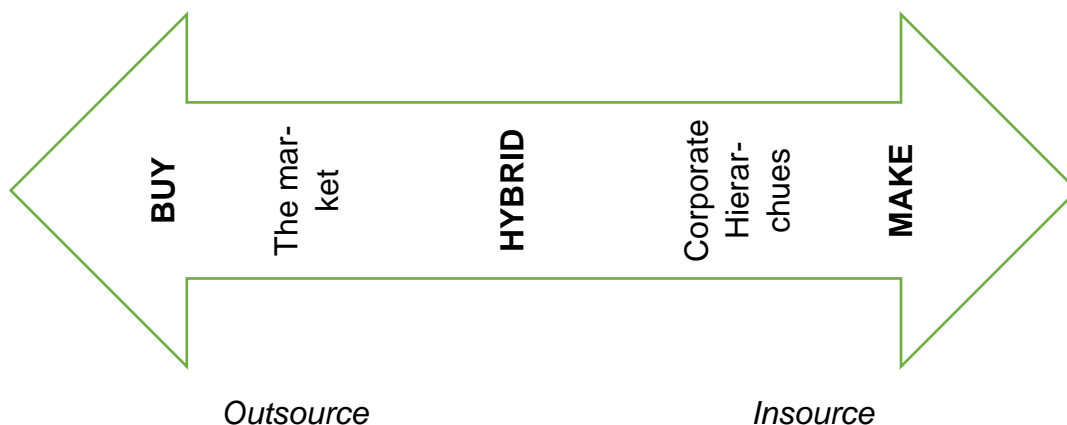 BUY
The mar-
ket
HYBRID
Corporate
Hierar-
chues
MAKE
Outsource
Insource